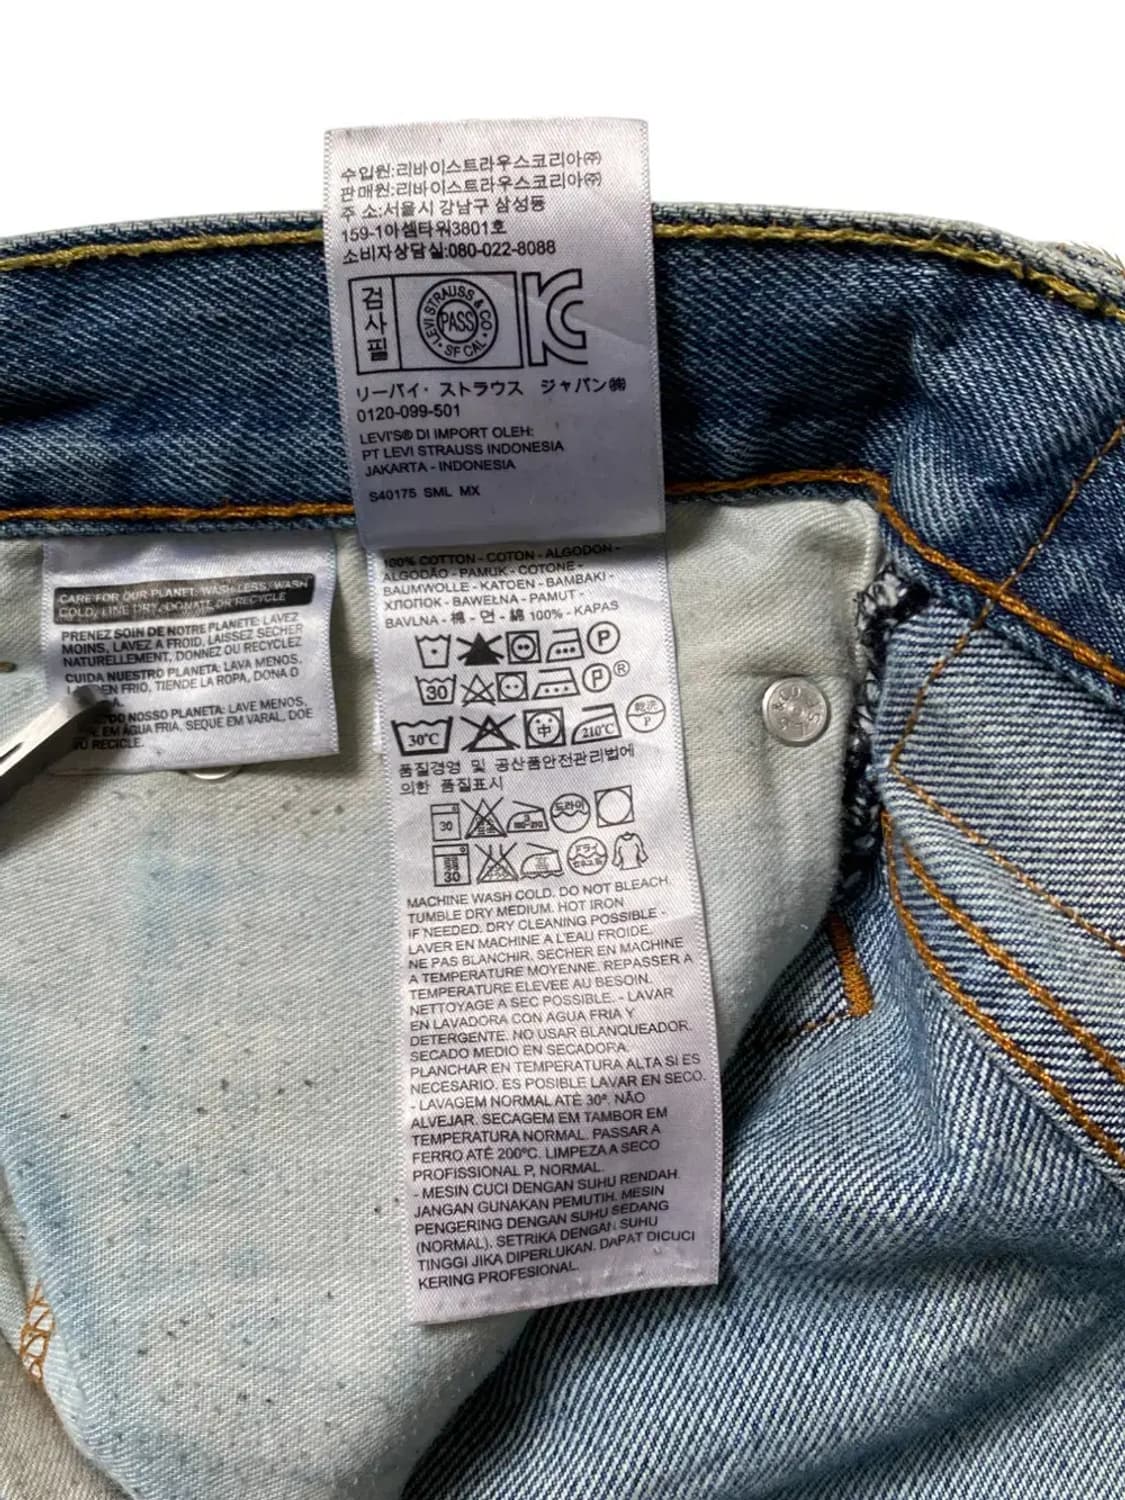 수입원:리바이스트라우스코리아㈜
판매원:리바이스트라우스코리아㈜
주 소:서울시 강남구 삼성동
159-1아셈타워3801호
소비자상담실:080-022-8088
검사필
LEVI STRAUSS & CO
PASS
SF CAL
リーバイ・ストラウス ジャパン㈱
0120-099-501
LEVI'S® DI IMPORT OLEH:
PT LEVI STRAUSS INDONESIA
JAKARTA - INDONESIA
S40175 SML MX
CARE FOR OUR PLANET: WASH LESS, WASH
COLD, LINE DRY, DONATE OR RECYCLE
PRENEZ SOIN DE NOTRE PLANETE: LAVEZ
MOINS, LAVEZ A FROID, LAISSEZ SECHER
NATURELLEMENT, DONNEZ OU RECYCLEZ
CUIDA NUESTRO PLANETA: LAVA MENOS,
EN FRIO, TIENDE LA ROPA, DONA O
NOSSO PLANETA: LAVE MENOS,
EM AGUA FRIA, SEQUE EM VARAL, DOE
RECICLE.
100% COTTON - COTON - ALGODON -
ALGODÃO - PAMUK - COTONE -
BAUMWOLLE - KATOEN - BAMBAKI -
ХЛОПОК - BAWEŁNA - PAMUT -
BAVLNA - 棉 - 면 - 綿 100% - KAPAS
P
30 P®
30℃ 中 210℃ 乾洗 P
품질경영 및 공산품안전관리법에
의한 품질표시
30 드라이
30 ドライ
MACHINE WASH COLD. DO NOT BLEACH.
TUMBLE DRY MEDIUM. HOT IRON
IF NEEDED. DRY CLEANING POSSIBLE -
LAVER EN MACHINE A L'EAU FROIDE.
NE PAS BLANCHIR. SECHER EN MACHINE
A TEMPERATURE MOYENNE. REPASSER A
TEMPERATURE ELEVEE AU BESOIN.
NETTOYAGE A SEC POSSIBLE. - LAVAR
EN LAVADORA CON AGUA FRIA Y
DETERGENTE. NO USAR BLANQUEADOR.
SECADO MEDIO EN SECADORA.
PLANCHAR EN TEMPERATURA ALTA SI ES
NECESARIO. ES POSIBLE LAVAR EN SECO.
- LAVAGEM NORMAL ATÉ 30º. NÃO
ALVEJAR. SECAGEM EM TAMBOR EM
TEMPERATURA NORMAL. PASSAR A
FERRO ATÉ 200ºC. LIMPEZA A SECO
PROFISSIONAL P, NORMAL.
- MESIN CUCI DENGAN SUHU RENDAH.
JANGAN GUNAKAN PEMUTIH. MESIN
PENGERING DENGAN SUHU SEDANG
(NORMAL). SETRIKA DENGAN SUHU
TINGGI JIKA DIPERLUKAN. DAPAT DICUCI
KERING PROFESIONAL.